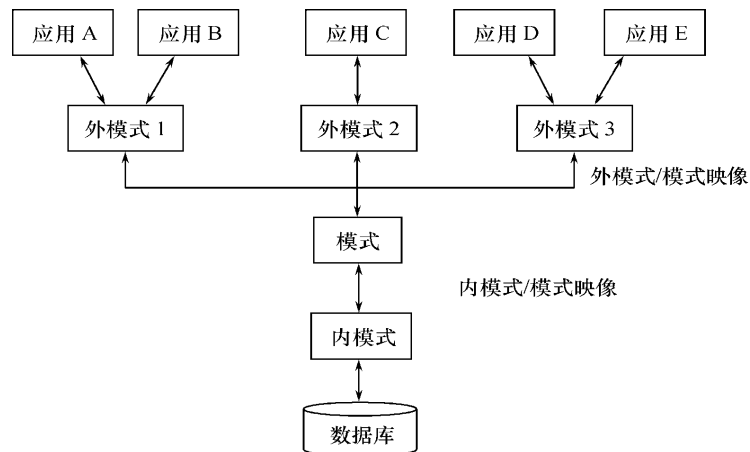 应用 A
应用 B
应用 C
应用 D
应用 E
外模式 1
外模式 2
外模式 3
外模式/模式映像
模式
内模式/模式映像
内模式
数据库